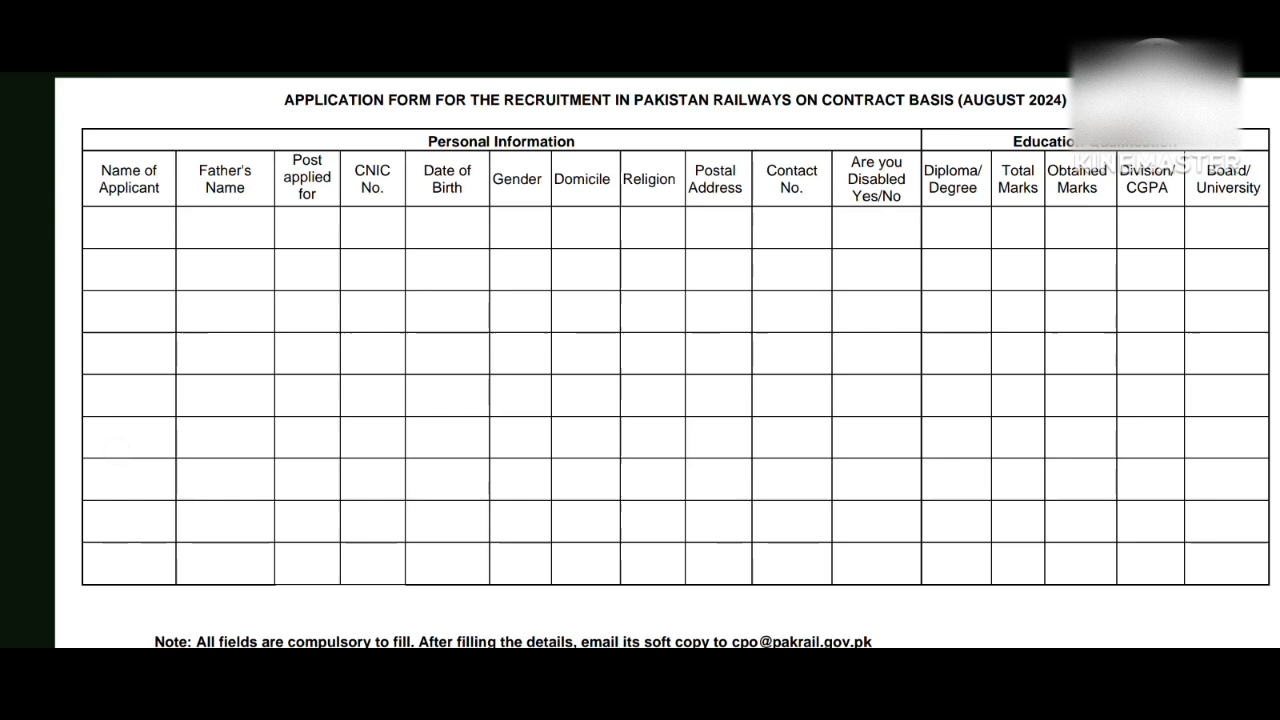 APPLICATION FORM FOR THE RECRUITMENT IN PAKISTAN RAILWAYS ON CONTRACT BASIS (AUGUST 2024)
Personal Information
Name of Applicant
Father's Name
Post applied for
CNIC No.
Date of Birth
Gender
Domicile
Religion
Postal Address
Contact No.
Are you Disabled Yes/No
Diploma/ Degree
Total Marks
Obtained Marks
Division/ CGPA
Board/ University
KINEMASTER
Note: All fields are compulsory to fill. After filling the details, email its soft copy to cpo@pakrail.gov.pk